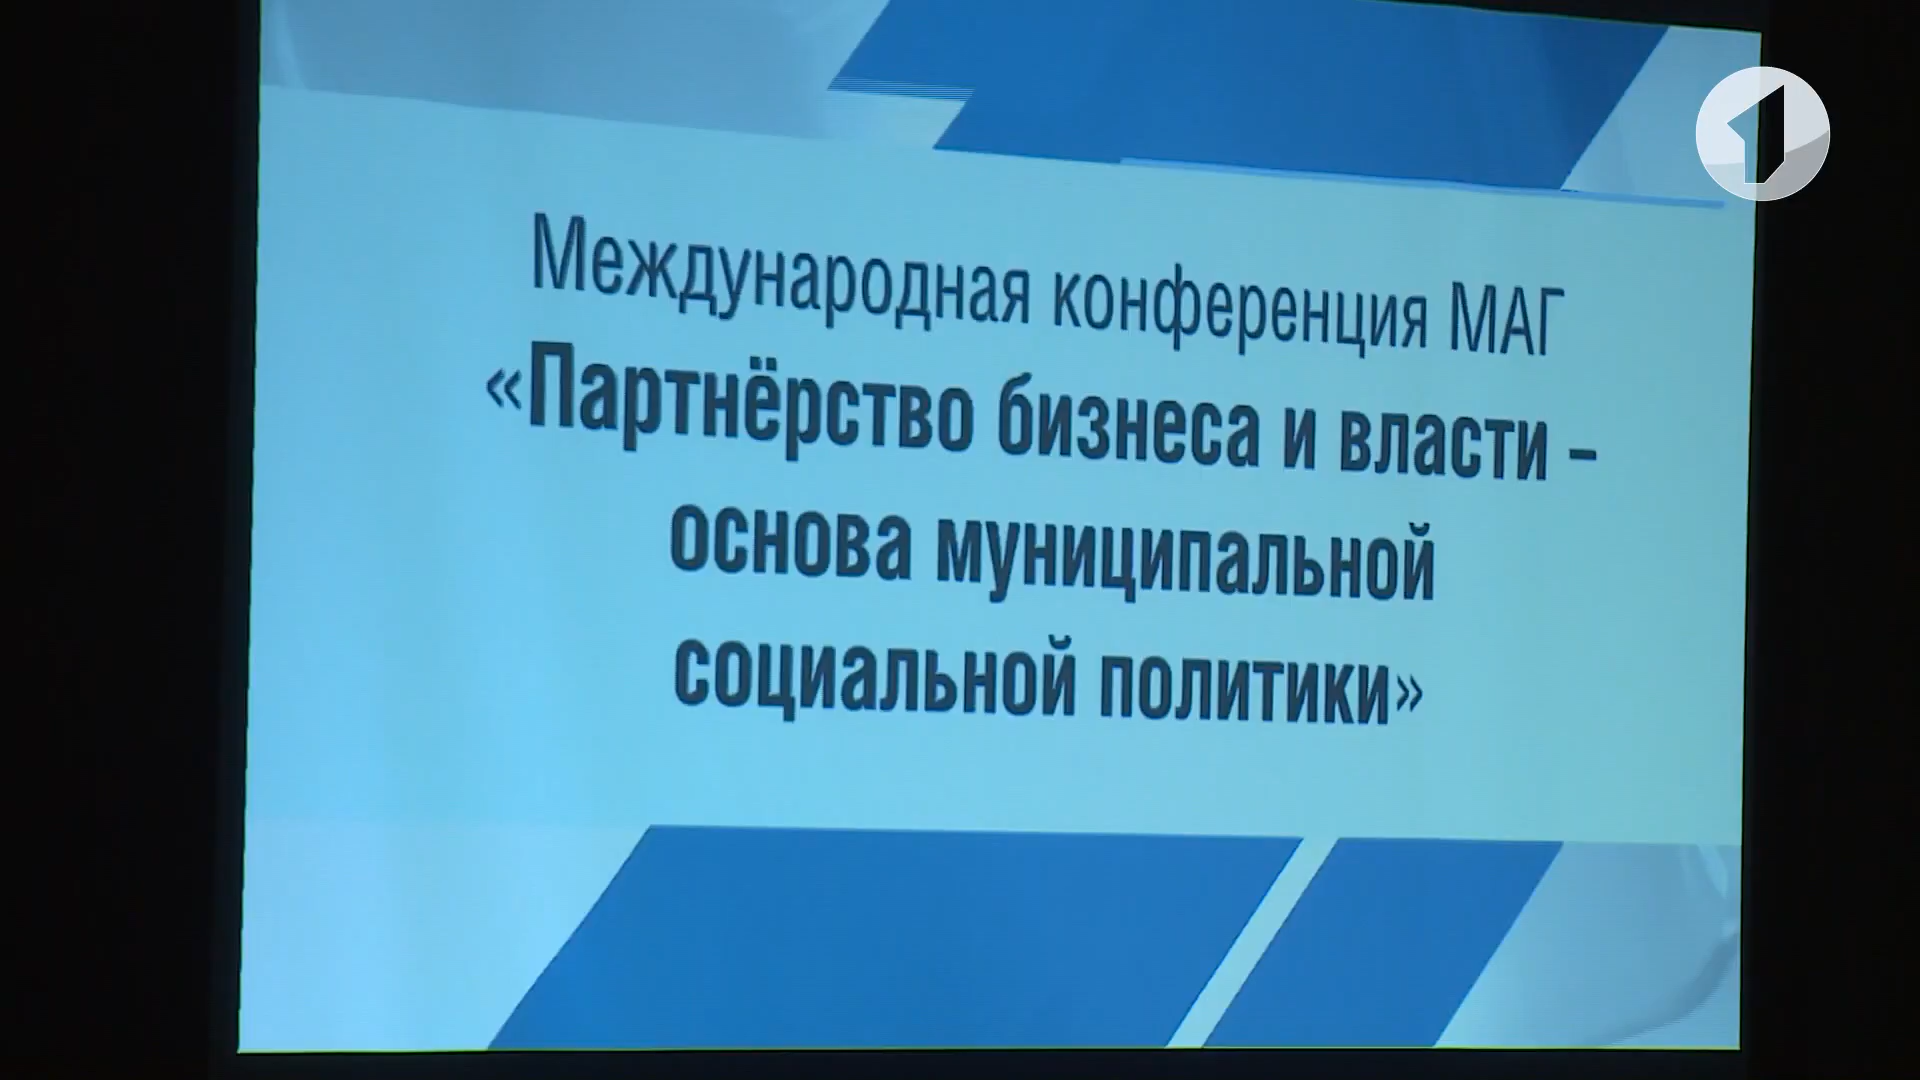 Международная конференция МАГ
«Партнёрство бизнеса и власти –
основа муниципальной
социальной политики»